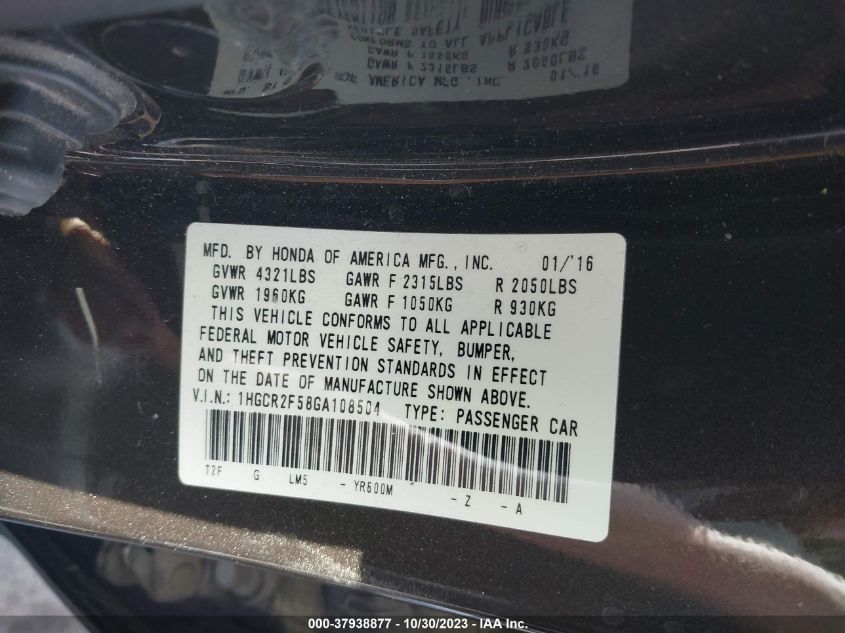 MFD. BY HONDA OF AMERICA MFG., INC. 01/'16
GVWR 4321LBS GAWR F 2315LBS R 2050LBS
GVWR 1960KG GAWR F 1050KG R 930KG
THIS VEHICLE CONFORMS TO ALL APPLICABLE
FEDERAL MOTOR VEHICLE SAFETY, BUMPER,
AND THEFT PREVENTION STANDARDS IN EFFECT
ON THE DATE OF MANUFACTURE SHOWN ABOVE.
V.I.N.: 1HGCR2F58GA108504 TYPE: PASSENGER CAR
T2F G LM5 - YR600M - Z - A
000-37938877 - 10/30/2023 - IAA Inc.